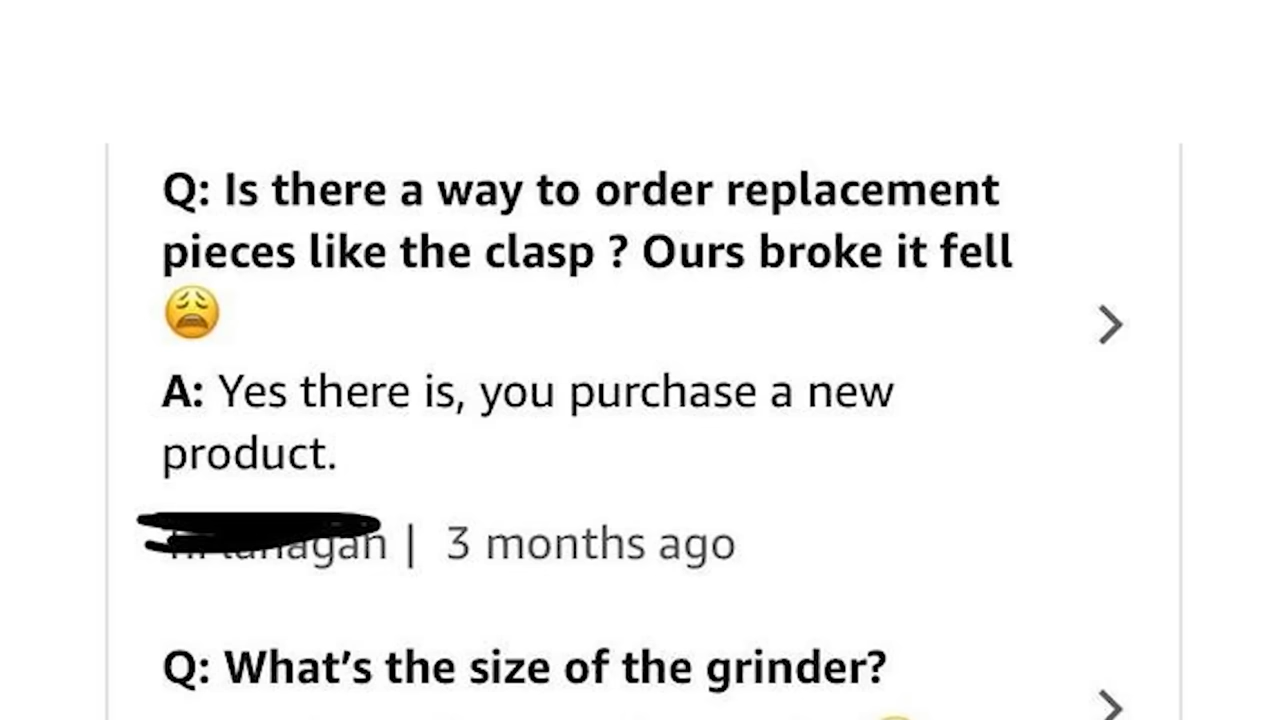 Q: Is there a way to order replacement
pieces like the clasp ? Ours broke it fell
😩
A: Yes there is, you purchase a new
product.
| 3 months ago
Q: What’s the size of the grinder?